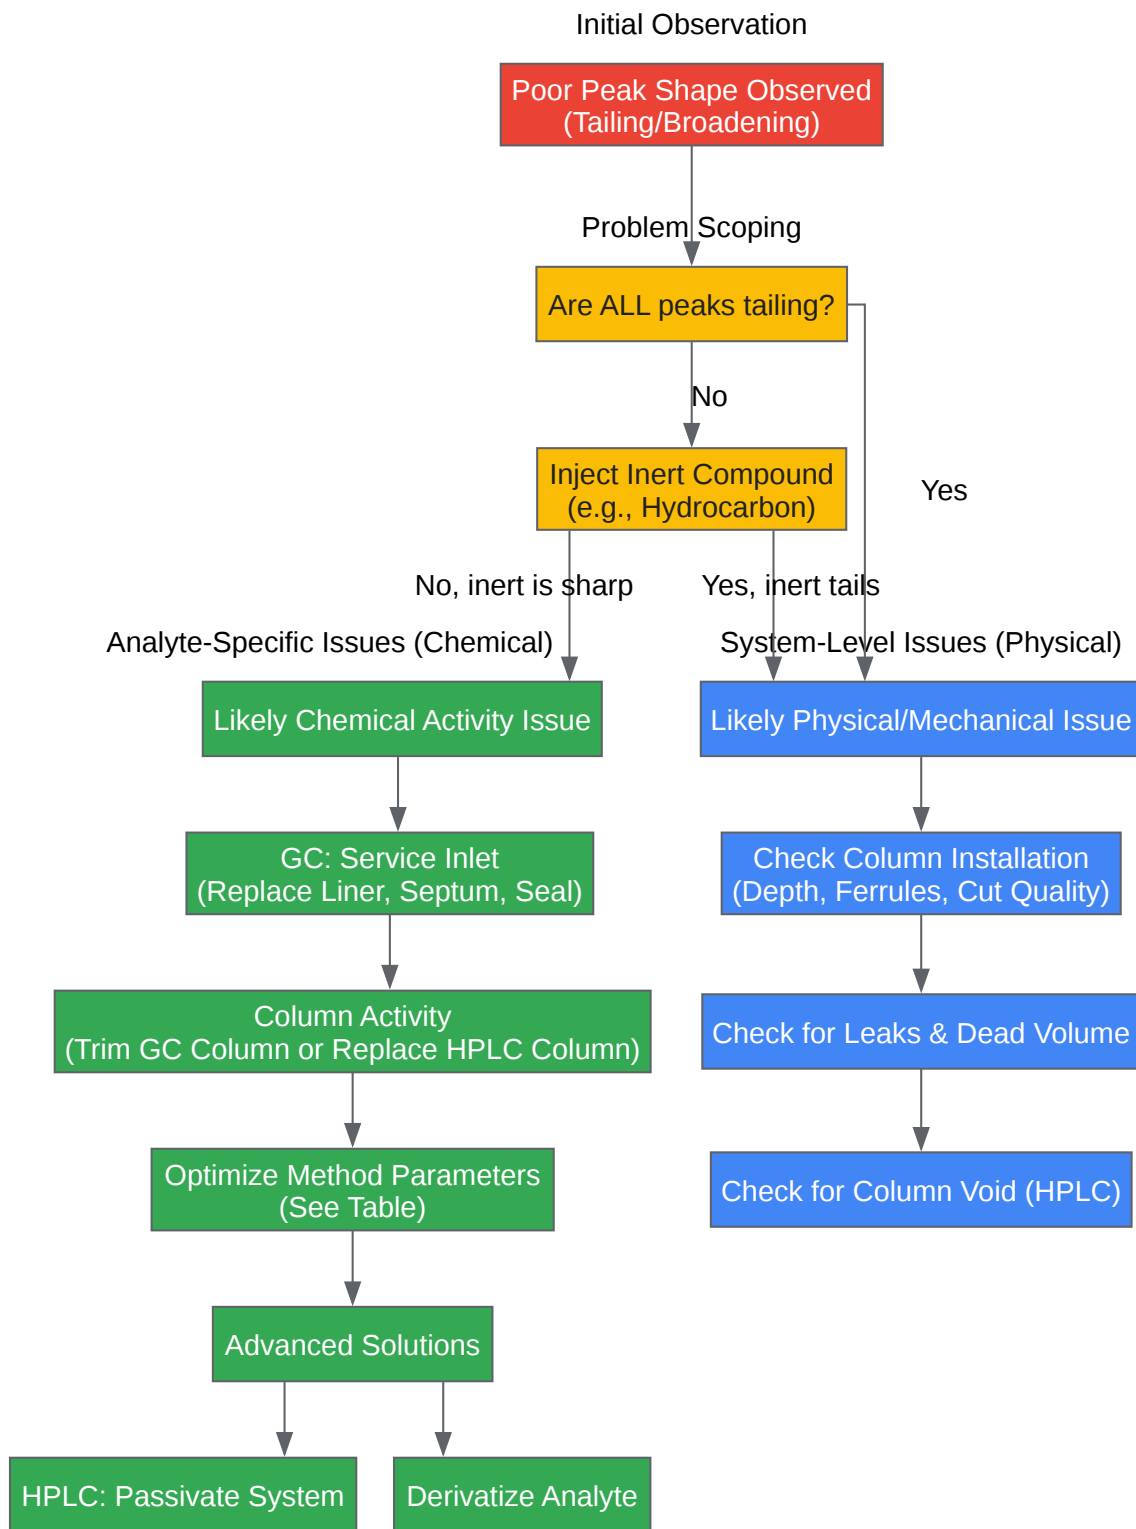 Initial Observation
Poor Peak Shape Observed
(Tailing/Broadening)
Problem Scoping
Are ALL peaks tailing?
No
Inject Inert Compound
(e.g., Hydrocarbon)
Yes
No, inert is sharp
Yes, inert tails
Analyte-Specific Issues (Chemical)
System-Level Issues (Physical)
Likely Chemical Activity Issue
Likely Physical/Mechanical Issue
GC: Service Inlet
(Replace Liner, Septum, Seal)
Check Column Installation
(Depth, Ferrules, Cut Quality)
Column Activity
(Trim GC Column or Replace HPLC Column)
Check for Leaks & Dead Volume
Optimize Method Parameters
(See Table)
Check for Column Void (HPLC)
Advanced Solutions
HPLC: Passivate System
Derivatize Analyte